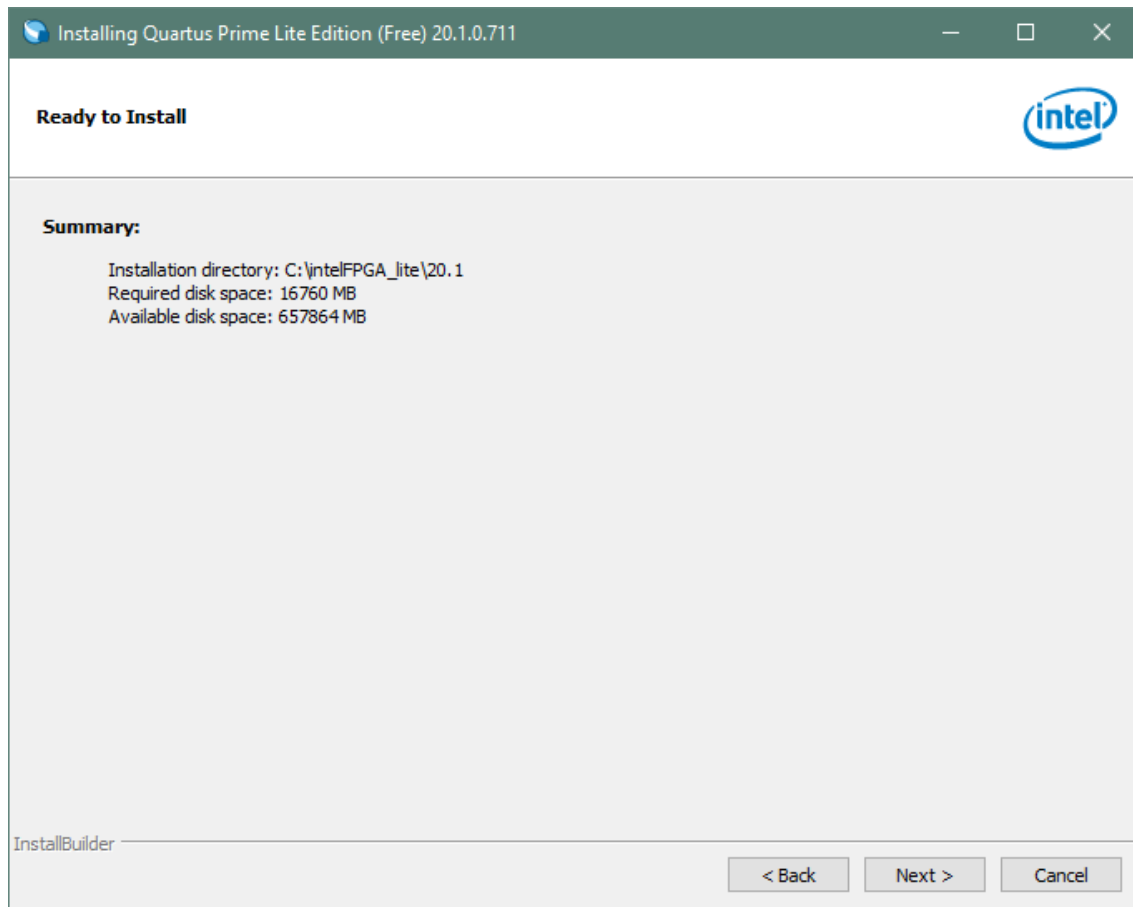 Installing Quartus Prime Lite Edition (Free) 20.1.0.711
Ready to Install
intel
Summary:
Installation directory: C:\intelFPGA_lite\20.1
Required disk space: 16760 MB
Available disk space: 657864 MB
InstallBuilder
< Back
Next >
Cancel